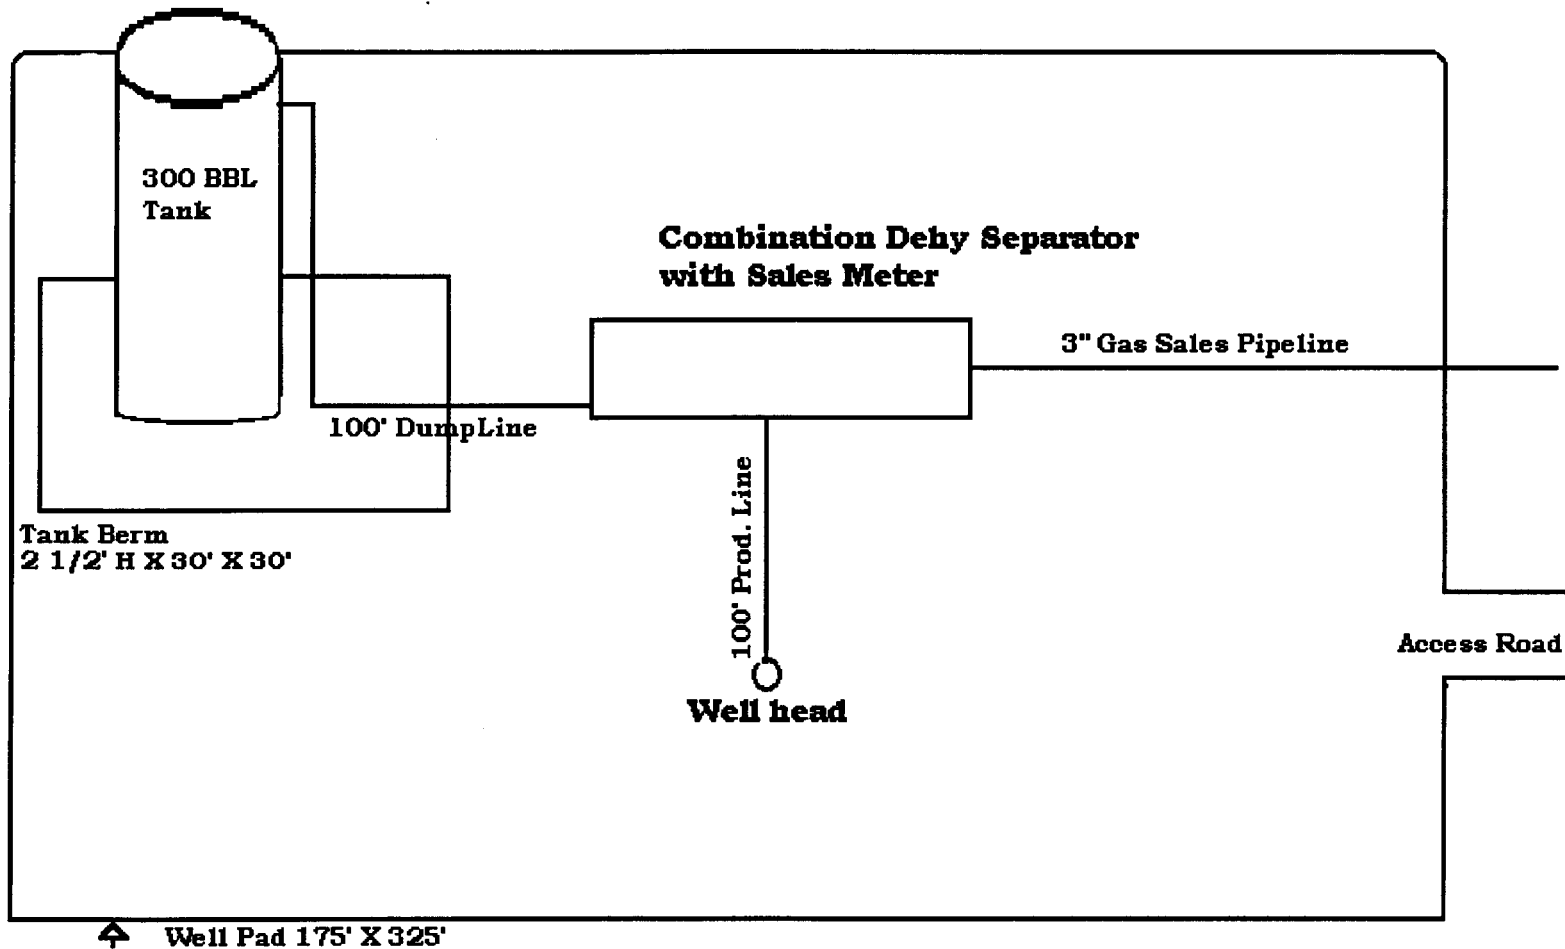 300 BBL
Tank
Combination Dehy Separator
with Sales Meter
3" Gas Sales Pipeline
100' DumpLine
100' Prod. Line
Tank Berm
2 1/2' H X 30' X 30'
Access Road
Well head
Well Pad 175' X 325'